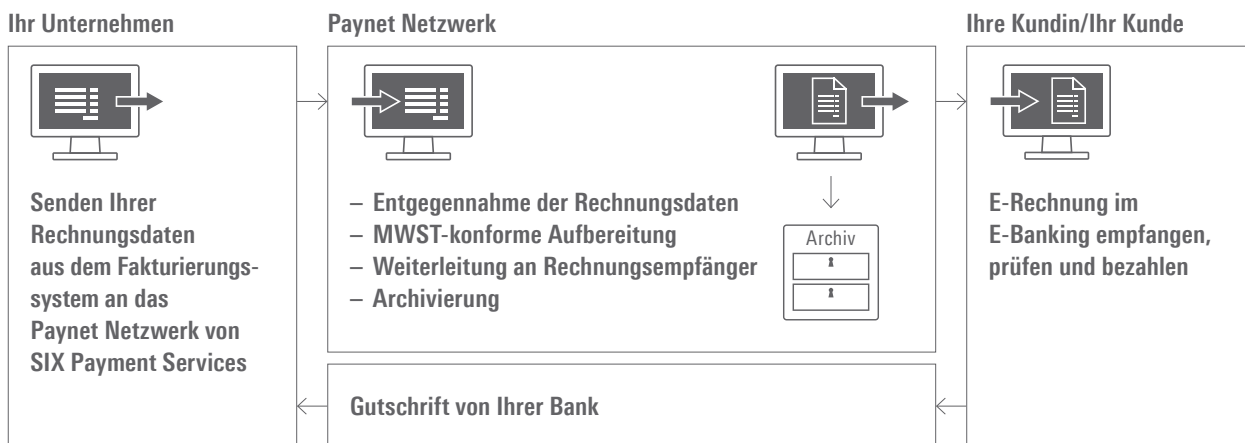 Ihr Unternehmen
Paynet Netzwerk
Ihre Kundin/Ihr Kunde
Senden Ihrer
Rechnungsdaten
aus dem Fakturierungs-
system an das
Paynet Netzwerk von
SIX Payment Services
– Entgegennahme der Rechnungsdaten
– MWST-konforme Aufbereitung
– Weiterleitung an Rechnungsempfänger
– Archivierung
Archiv
E-Rechnung im
E-Banking empfangen,
prüfen und bezahlen
Gutschrift von Ihrer Bank